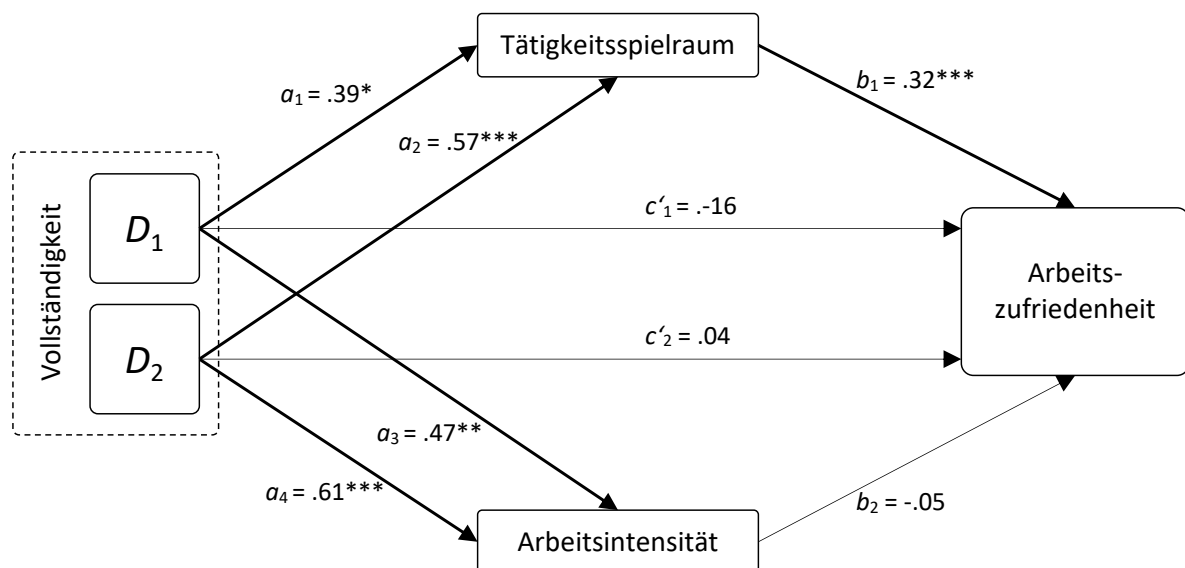 Tätigkeitsspielraum
a₁ = .39*
b₁ = .32***
a₂ = .57***
Vollständigkeit
D₁
c‘₁ = .-16
Arbeits-
zufriedenheit
D₂
c‘₂ = .04
a₃ = .47**
a₄ = .61***
b₂ = -.05
Arbeitsintensität